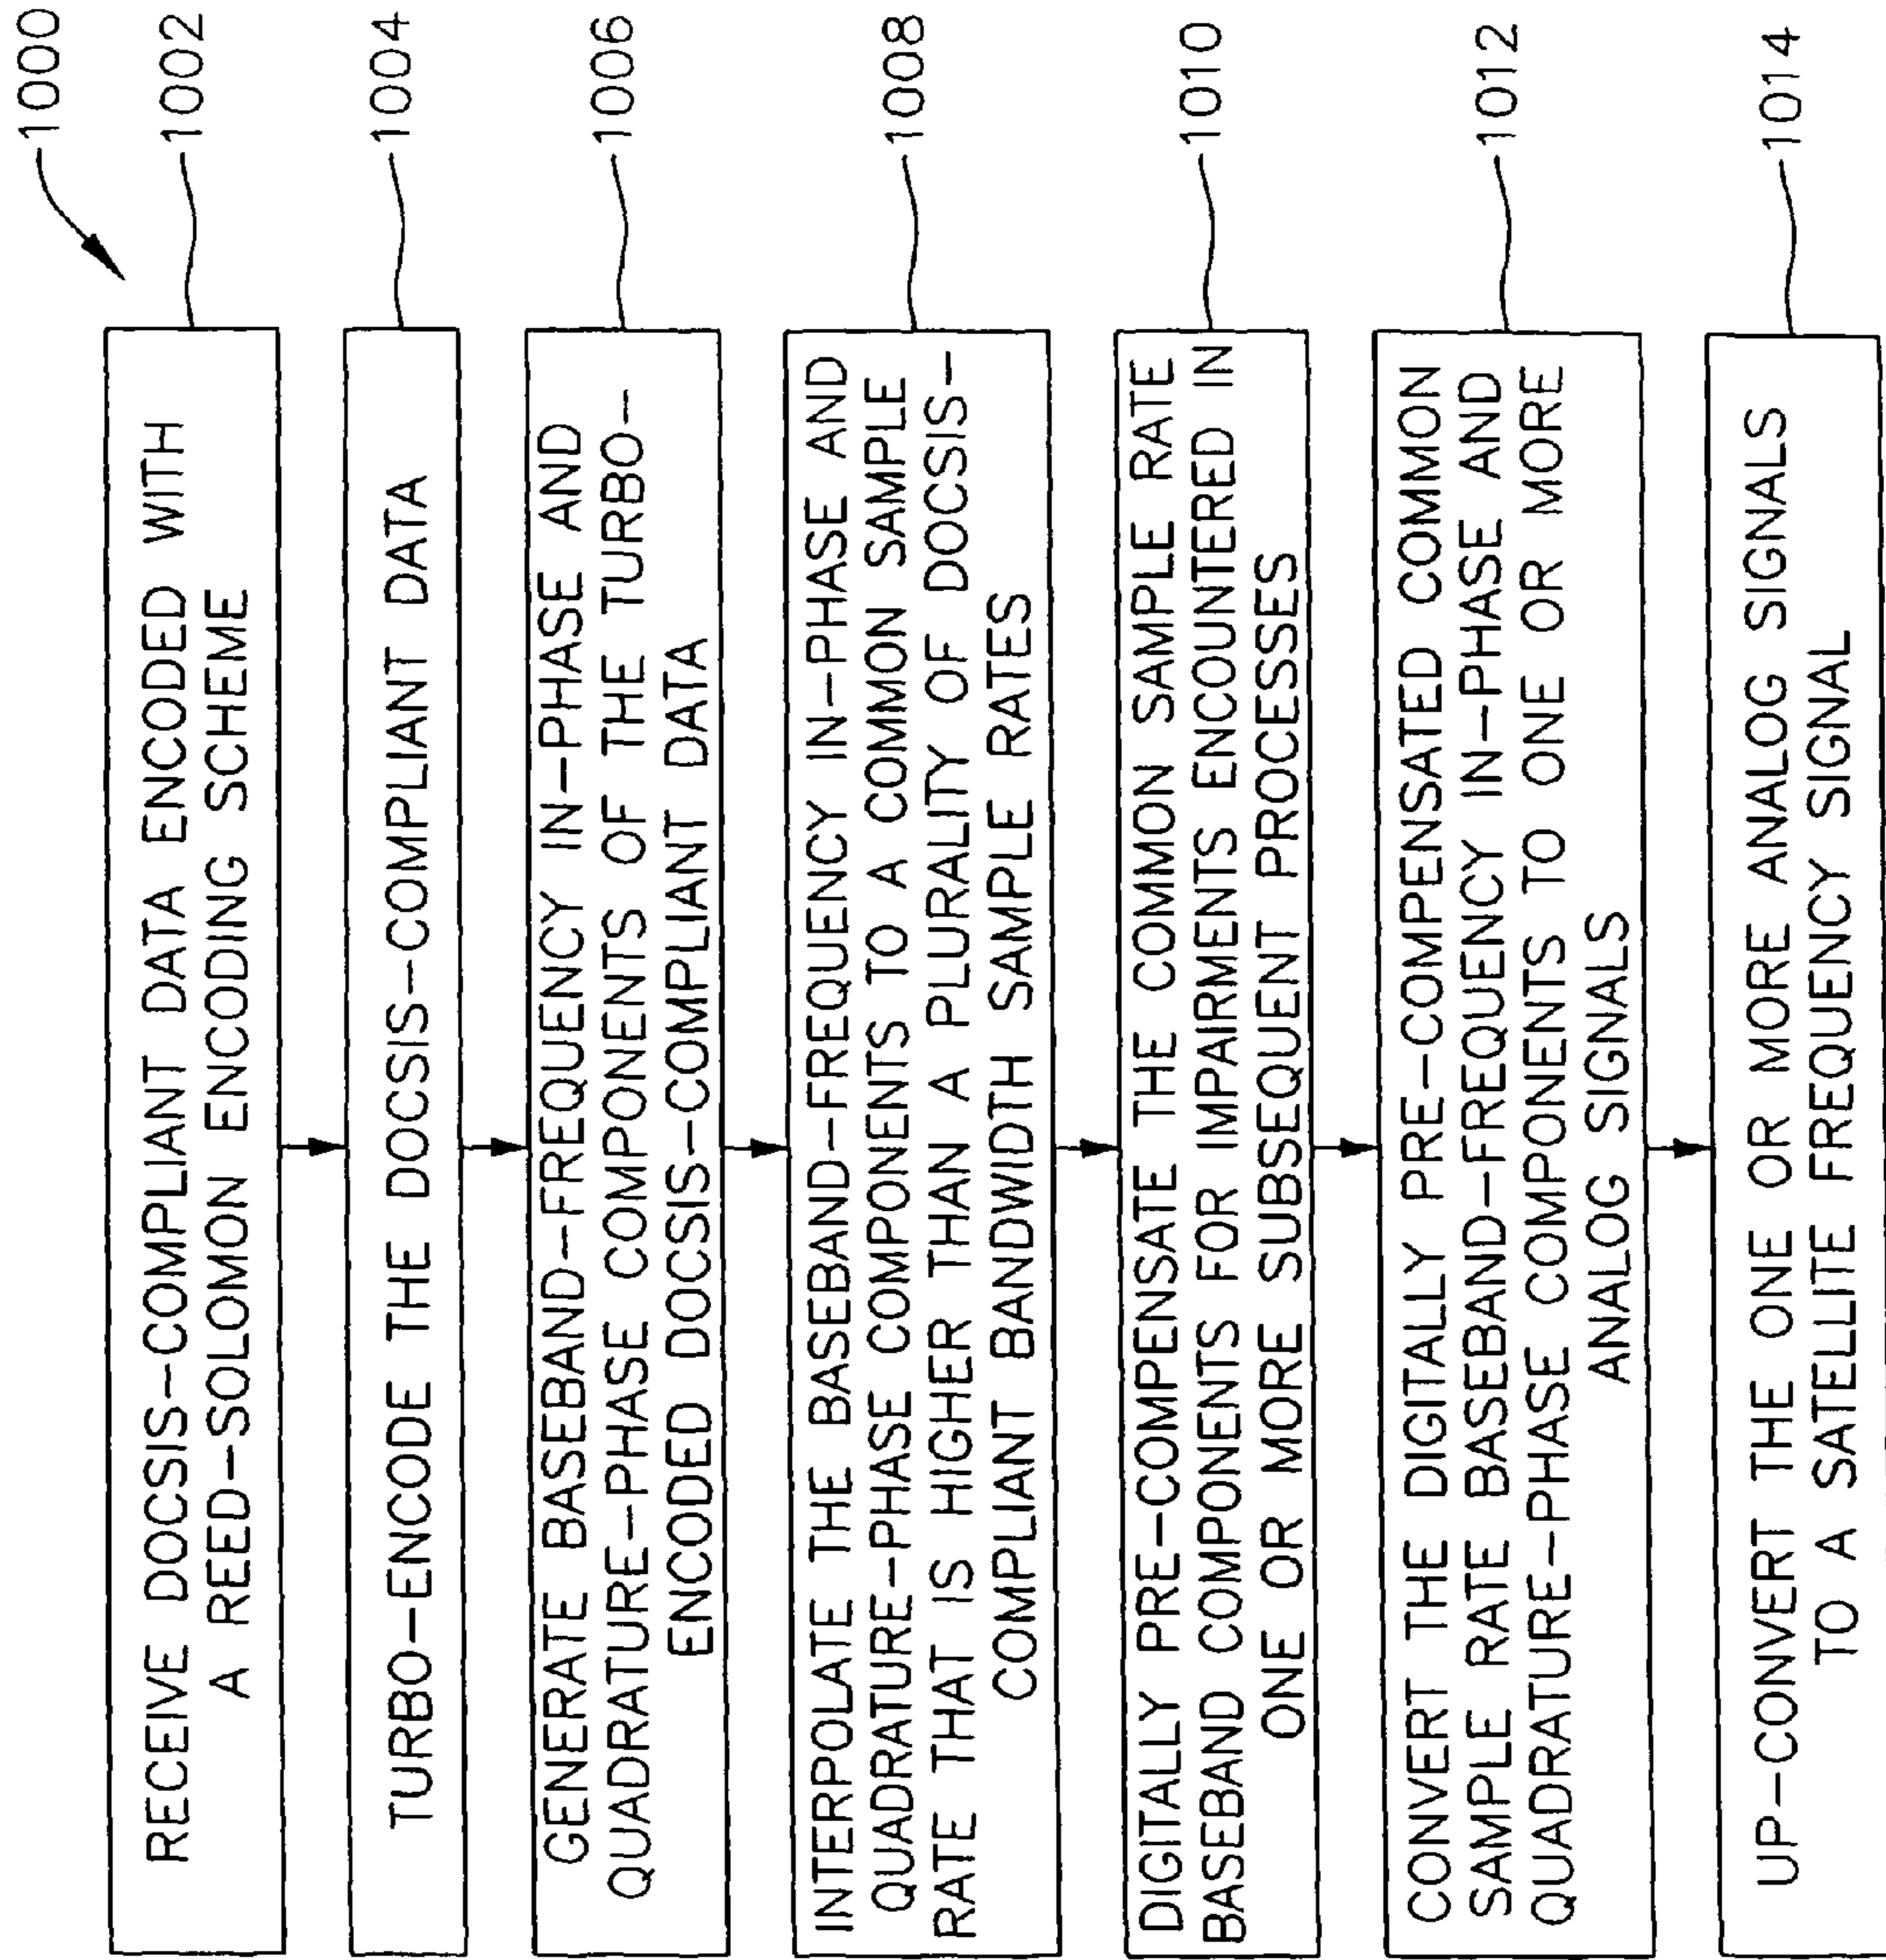 1000
RECEIVE DOCSIS-COMPLIANT DATA ENCODED WITH
A REED-SOLOMON ENCODING SCHEME
1002
TURBO-ENCODE THE DOCSIS-COMPLIANT DATA
1004
GENERATE BASEBAND-FREQUENCY IN-PHASE AND
QUADRATURE-PHASE COMPONENTS OF THE TURBO-
ENCODED DOCSIS-COMPLIANT DATA
1006
INTERPOLATE THE BASEBAND-FREQUENCY IN-PHASE AND
QUADRATURE-PHASE COMPONENTS TO A COMMON SAMPLE
RATE THAT IS HIGHER THAN A PLURALITY OF DOCSIS-
COMPLIANT BANDWIDTH SAMPLE RATES
1008
DIGITALLY PRE-COMPENSATE THE COMMON SAMPLE RATE
BASEBAND COMPONENTS FOR IMPAIRMENTS ENCOUNTERED IN
ONE OR MORE SUBSEQUENT PROCESSES
1010
CONVERT THE DIGITALLY PRE-COMPENSATED COMMON
SAMPLE RATE BASEBAND-FREQUENCY IN-PHASE AND
QUADRATURE-PHASE COMPONENTS TO ONE OR MORE
ANALOG SIGNALS
1012
UP-CONVERT THE ONE OR MORE ANALOG SIGNALS
TO A SATELLITE FREQUENCY SIGNAL
1014